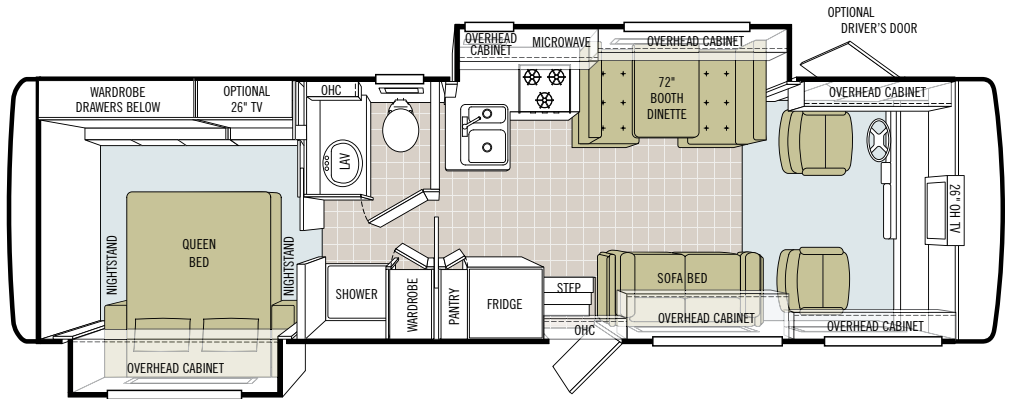 OPTIONAL
DRIVER'S DOOR
OVERHEAD
CABINET
MICROWAVE
OVERHEAD CABINET
WARDROBE
DRAWERS BELOW
OPTIONAL
26" TV
OHC
72"
BOOTH
DINETTE
OVERHEAD CABINET
LAV
26" OH TV
QUEEN
BED
NIGHTSTAND
NIGHTSTAND
SHOWER
WARDROBE
PANTRY
FRIDGE
STEP
SOFA BED
OHC
OVERHEAD CABINET
OVERHEAD CABINET
OVERHEAD CABINET